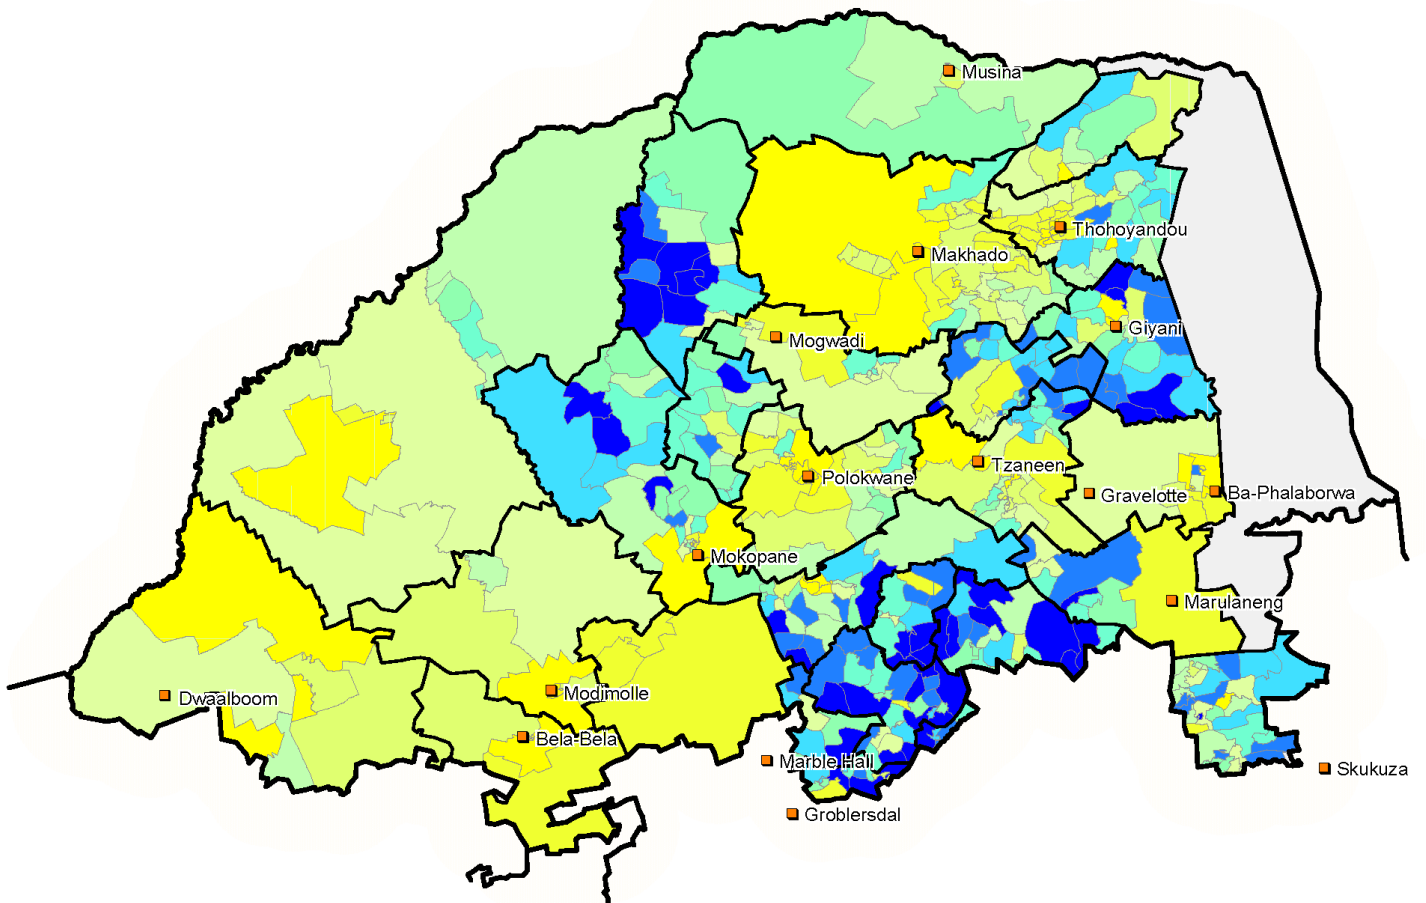 Musina
Thohoyandou
Makhado
Giyani
Mogwadi
Tzaneen
Polokwane
Gravelotte
Ba-Phalaborwa
Mokopane
Marulaneng
Modimolle
Dwaalboom
Bela-Bela
Marble Hall
Skukuza
Groblersdal